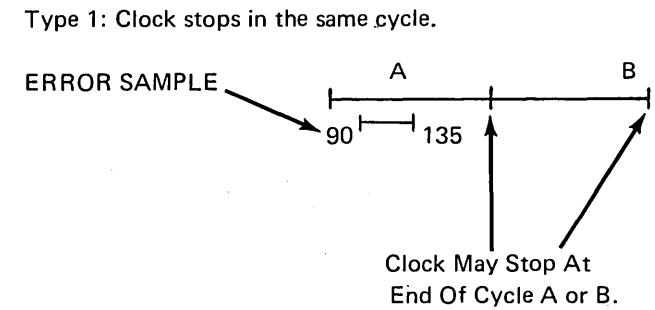 Type 1: Clock stops in the same cycle.
A
B
ERROR SAMPLE
90
135
Clock May Stop At
End Of Cycle A or B.